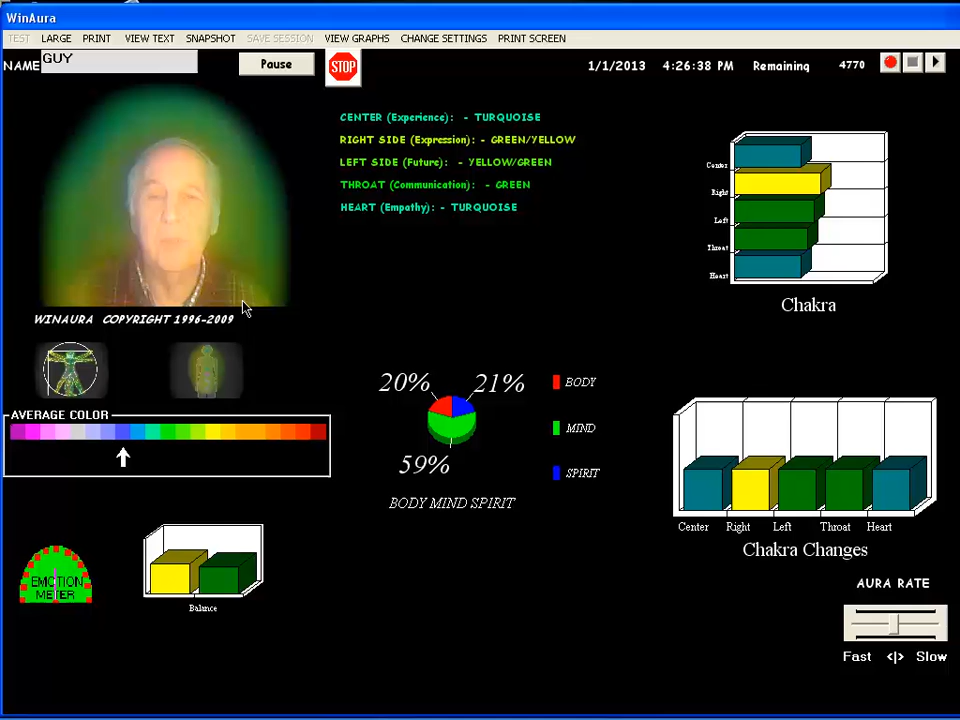 WinAura
TEST LARGE PRINT VIEW TEXT SNAPSHOT SAVE SESSION VIEW GRAPHS CHANGE SETTINGS PRINT SCREEN
NAME GUY Pause STOP 1/1/2013 4:26:38 PM Remaining 4770
CENTER (Experience): - TURQUOISE
RIGHT SIDE (Expression): - GREEN/YELLOW
LEFT SIDE (Future): - YELLOW/GREEN
THROAT (Communication): - GREEN
HEART (Empathy): - TURQUOISE
Center
Right
Left
Throat
Heart
Chakra
WINAURA COPYRIGHT 1996-2009
AVERAGE COLOR
20% 21%
59%
BODY
MIND
SPIRIT
BODY MIND SPIRIT
Center Right Left Throat Heart
Chakra Changes
EMOTION
METER
Balance
AURA RATE
Fast <|> Slow